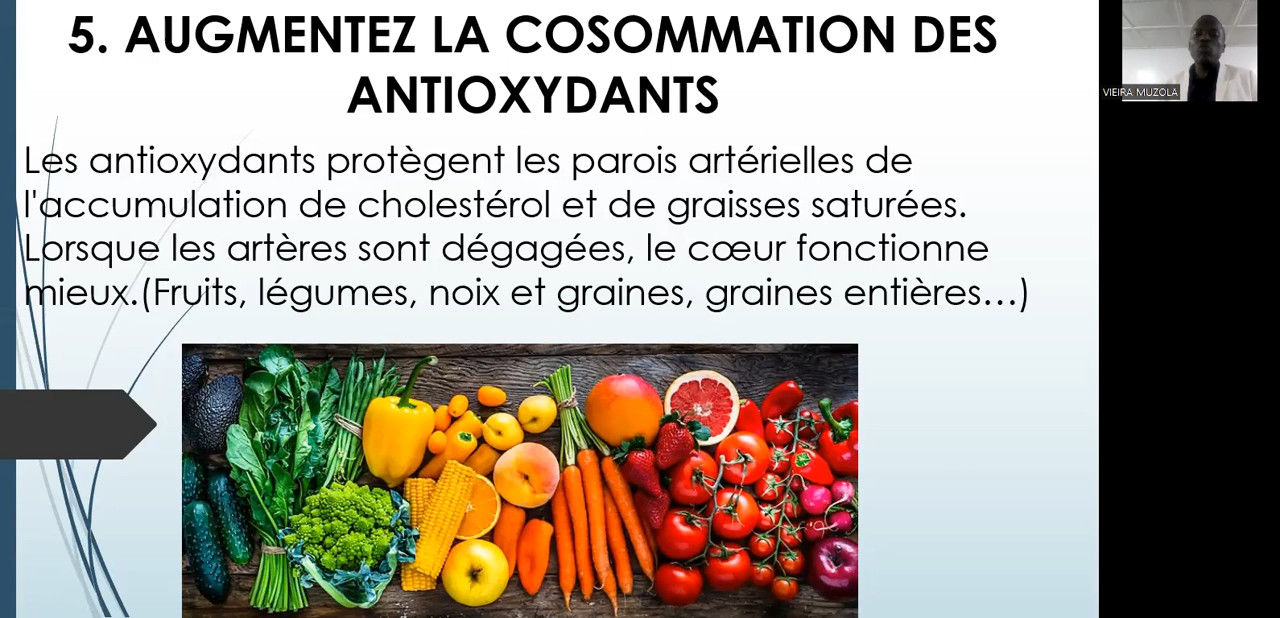 5. AUGMENTEZ LA COSOMMATION DES
ANTIOXYDANTS
Les antioxydants protègent les parois artérielles de
l'accumulation de cholestérol et de graisses saturées.
Lorsque les artères sont dégagées, le cœur fonctionne
mieux.(Fruits, légumes, noix et graines, graines entières…)
VIEIRA MUZOLA